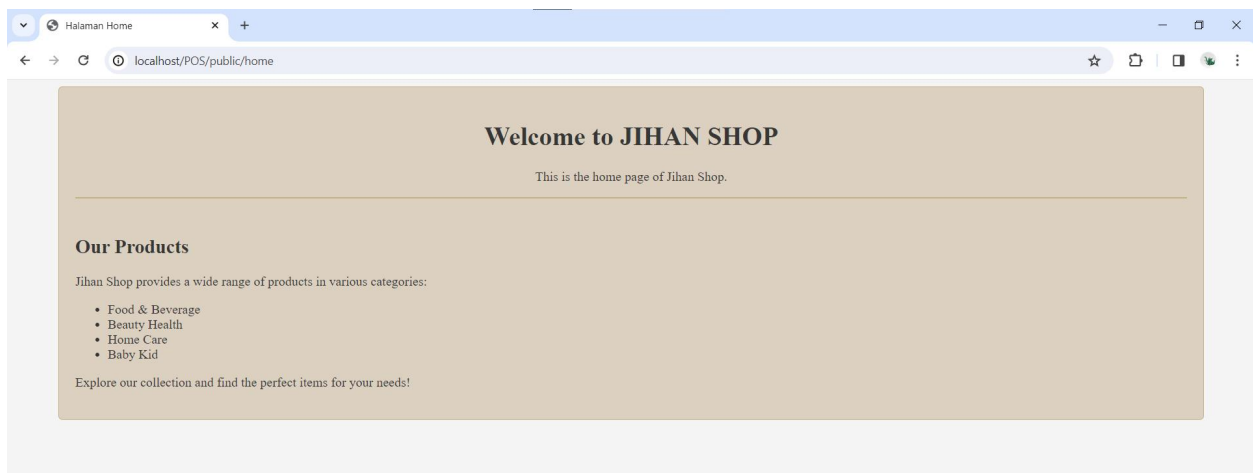 Halaman Home
localhost/POS/public/home
Welcome to JIHAN SHOP
This is the home page of Jihan Shop.
Our Products
Jihan Shop provides a wide range of products in various categories:
• Food & Beverage
• Beauty Health
• Home Care
• Baby Kid
Explore our collection and find the perfect items for your needs!